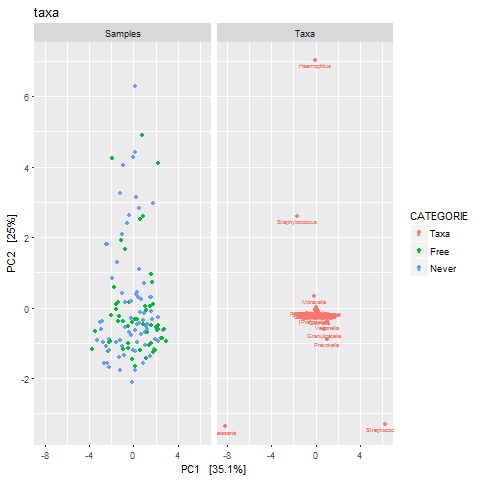 taxa
Samples Taxa
Haemophilus
6
4
Staphylococcus
2
CATEGORIE
Taxa
Free
Never
PC2 [25%]
Moraxella
0
Granulicatella
Prevotella
-2
-8 -4 0 4 8 -8 -4 0 4 8
PC1 [35.1%]